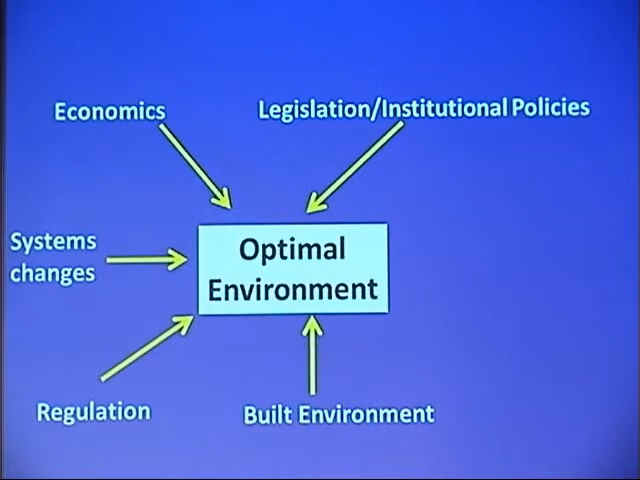 Economics
Legislation/Institutional Policies
Systems
changes
Optimal
Environment
Regulation
Built Environment